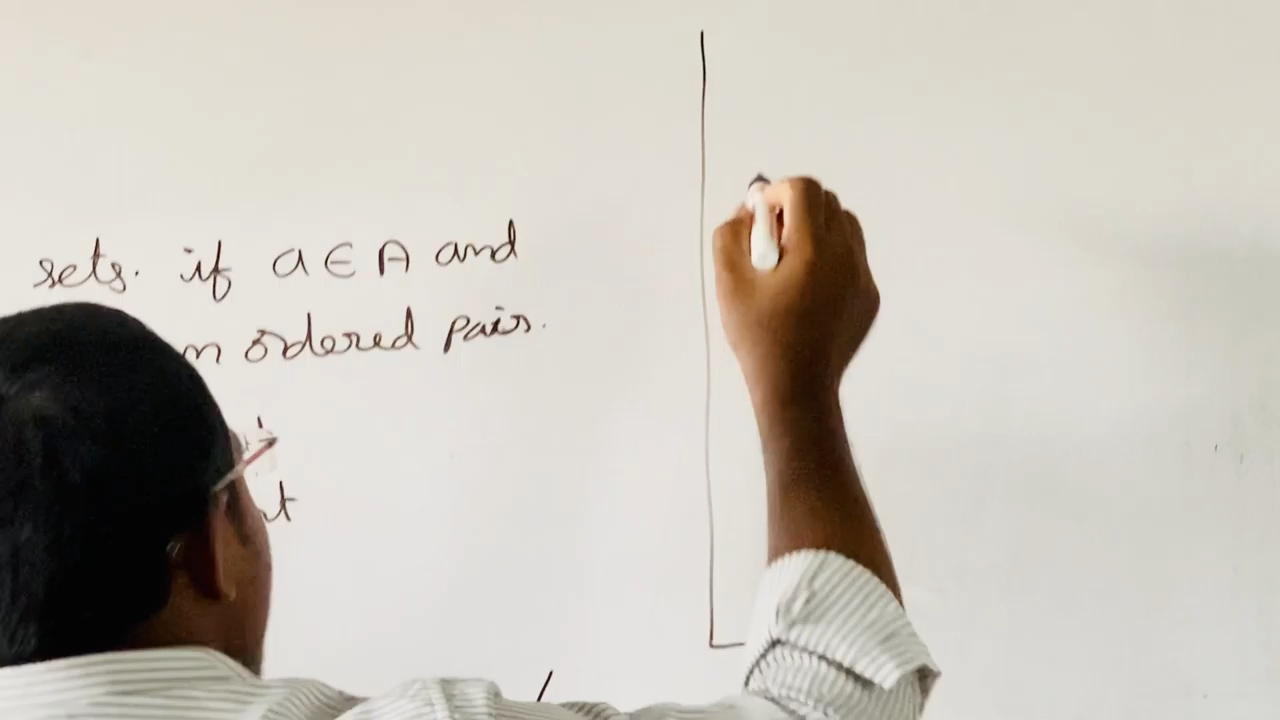 sets. if a ∈ A and
ordered pair.